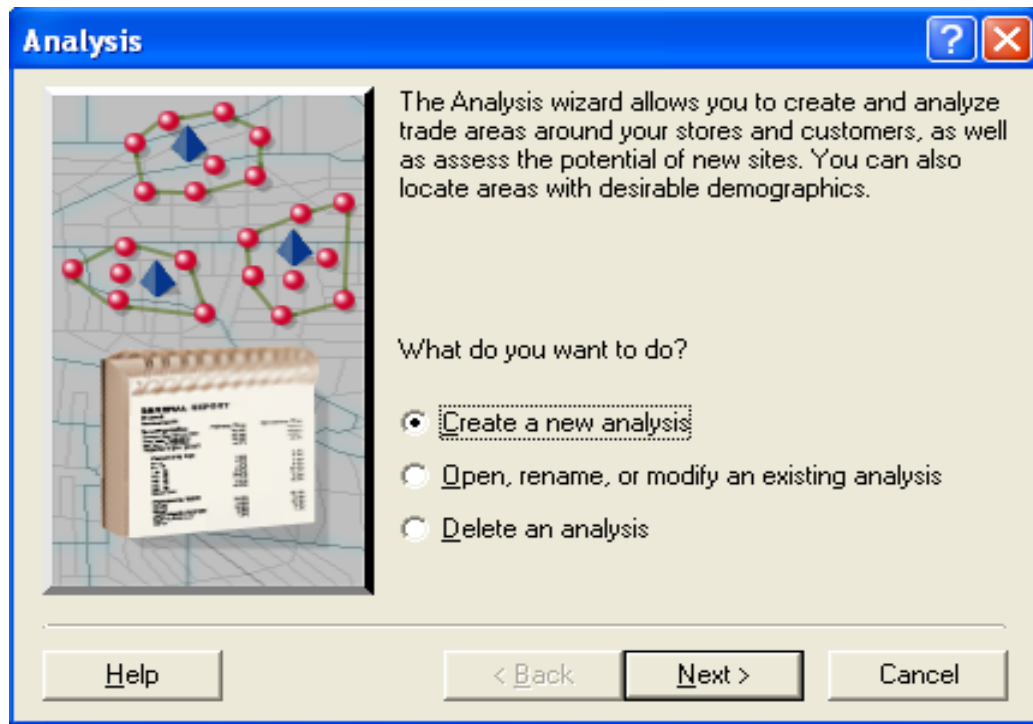 Analysis
The Analysis wizard allows you to create and analyze
trade areas around your stores and customers, as well
as assess the potential of new sites. You can also
locate areas with desirable demographics.
What do you want to do?
Create a new analysis
Open, rename, or modify an existing analysis
Delete an analysis
Help
< Back
Next >
Cancel